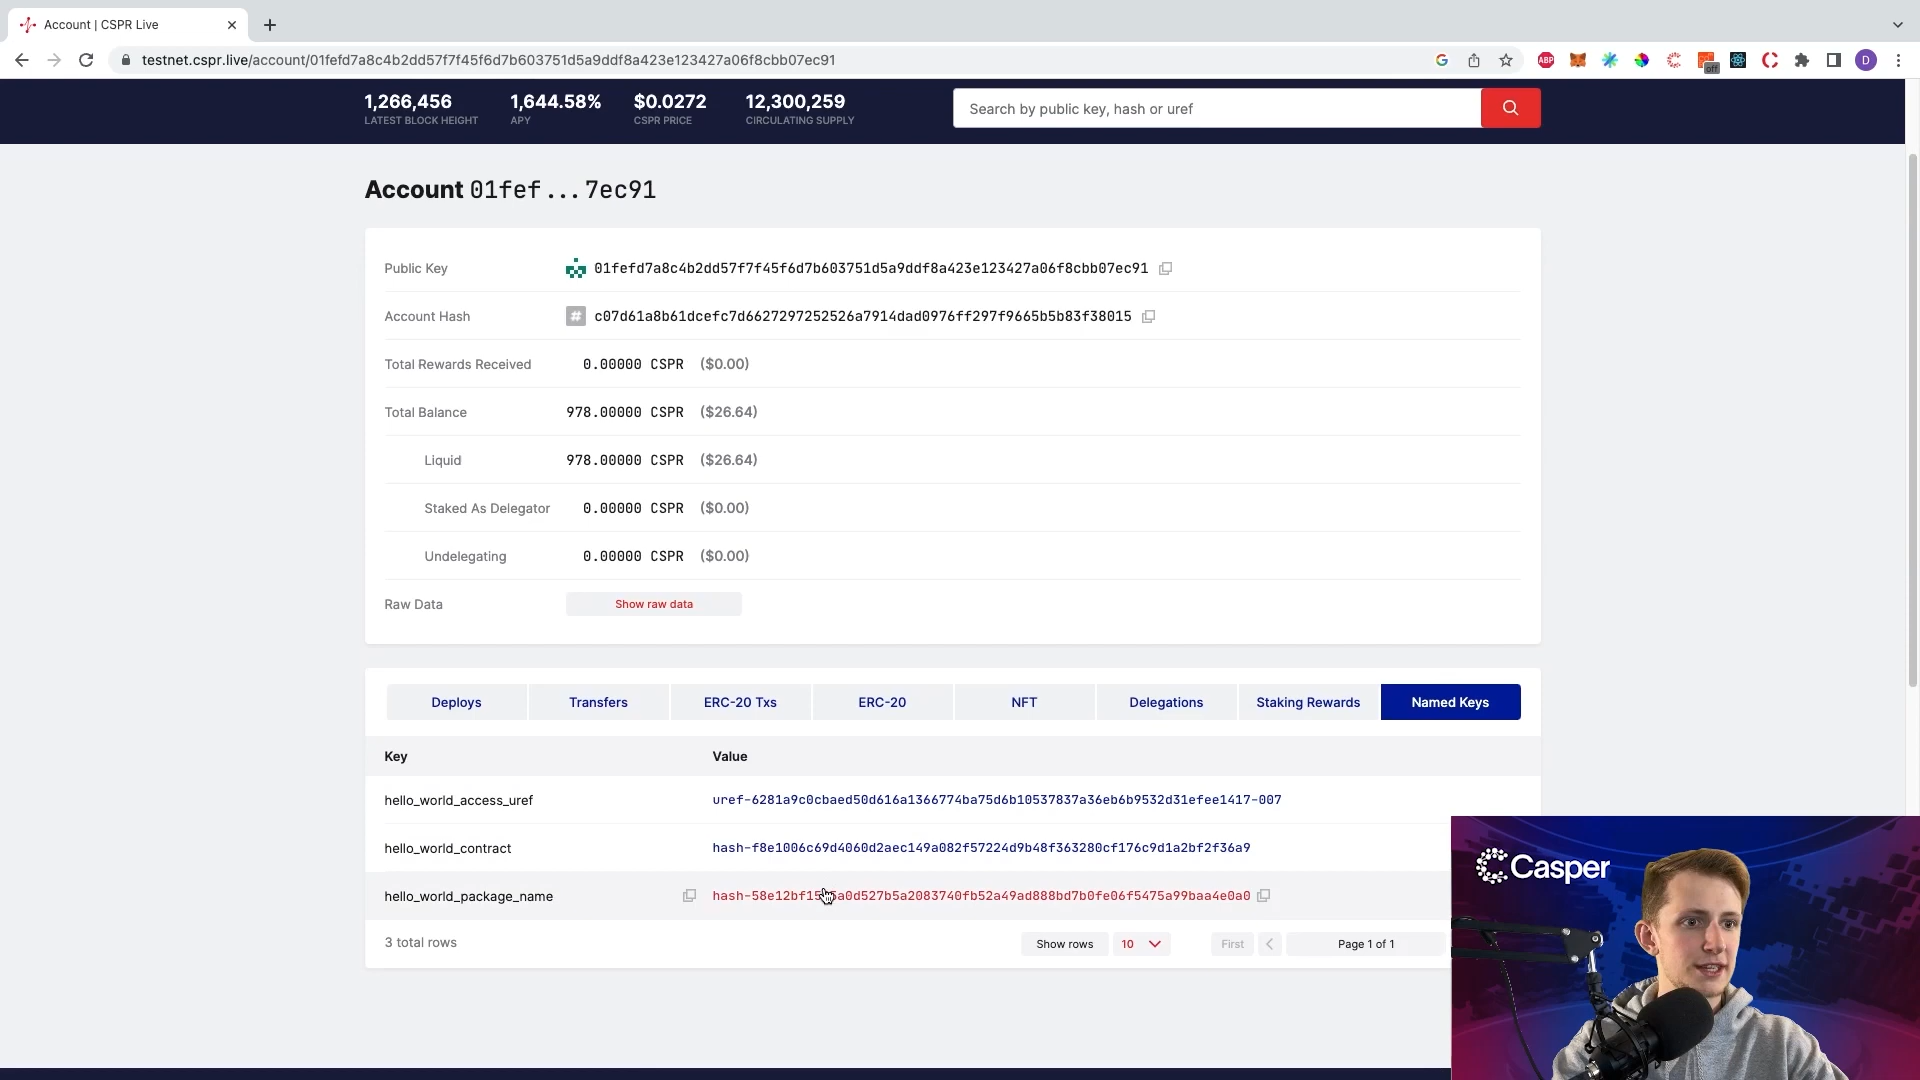 Account | CSPR Live
testnet.cspr.live/account/01fefd7a8c4b2dd57f7f45f6d7b603751d5a9ddf8a423e123427a06f8cbb07ec91
ABP
off
D
1,266,456 1,644.58% $0.0272 12,300,259
LATEST BLOCK HEIGHT APY CSPR PRICE CIRCULATING SUPPLY
Search by public key, hash or uref
Account 01fef...7ec91
Public Key 01fefd7a8c4b2dd57f7f45f6d7b603751d5a9ddf8a423e123427a06f8cbb07ec91
Account Hash # c07d61a8b61dcefc7d6627297252526a7914dad0976ff297f9665b5b83f38015
Total Rewards Received 0.00000 CSPR ($0.00)
Total Balance 978.00000 CSPR ($26.64)
Liquid 978.00000 CSPR ($26.64)
Staked As Delegator 0.00000 CSPR ($0.00)
Undelegating 0.00000 CSPR ($0.00)
Raw Data Show raw data
Deploys Transfers ERC-20 Txs ERC-20 NFT Delegations Staking Rewards Named Keys
Key Value
hello_world_access_uref uref-6281a9c0cbaed50d616a1366774ba75d6b10537837a36eb6b9532d31efee1417-007
hello_world_contract hash-f8e1006c69d4060d2aec149a082f57224d9b48f363280cf176c9d1a2bf2f36a9
hello_world_package_name
3 total rows Show rows 10 First Page 1 of 1
Casper